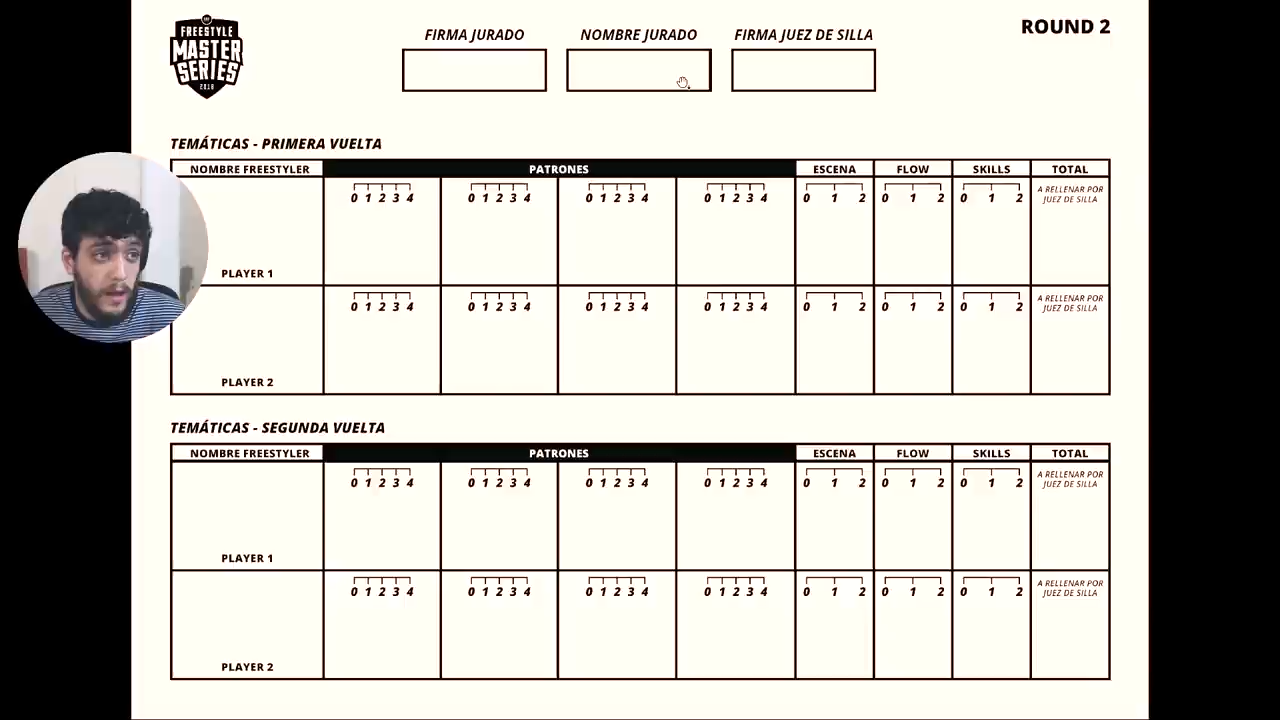 FMS
FREESTYLE
MASTER
SERIES
2018
FIRMA JURADO
NOMBRE JURADO
FIRMA JUEZ DE SILLA
ROUND 2
TEMÁTICAS - PRIMERA VUELTA
NOMBRE FREESTYLER PATRONES ESCENA FLOW SKILLS TOTAL
0 1 2 3 4 0 1 2 3 4 0 1 2 3 4 0 1 2 3 4 0 1 2 0 1 2 0 1 2 A RELLENAR POR
JUEZ DE SILLA
PLAYER 1
0 1 2 3 4 0 1 2 3 4 0 1 2 3 4 0 1 2 3 4 0 1 2 0 1 2 0 1 2 A RELLENAR POR
JUEZ DE SILLA
PLAYER 2
TEMÁTICAS - SEGUNDA VUELTA
NOMBRE FREESTYLER PATRONES ESCENA FLOW SKILLS TOTAL
0 1 2 3 4 0 1 2 3 4 0 1 2 3 4 0 1 2 3 4 0 1 2 0 1 2 0 1 2 A RELLENAR POR
JUEZ DE SILLA
PLAYER 1
0 1 2 3 4 0 1 2 3 4 0 1 2 3 4 0 1 2 3 4 0 1 2 0 1 2 0 1 2 A RELLENAR POR
JUEZ DE SILLA
PLAYER 2